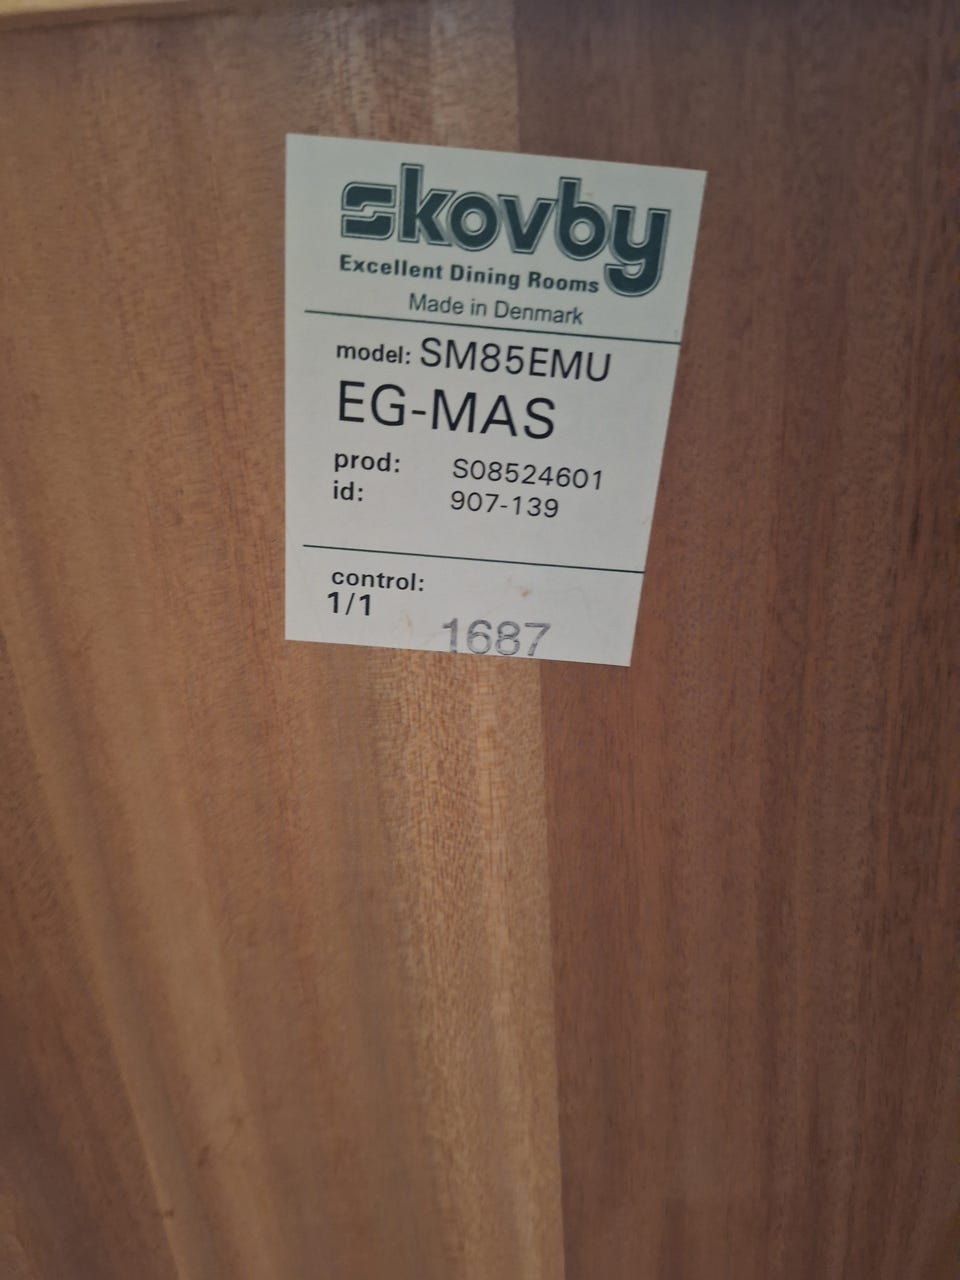 skovby
Excellent Dining Rooms
Made in Denmark
model: SM85EMU
EG-MAS
prod: S08524601
id: 907-139
control:
1/1
1687